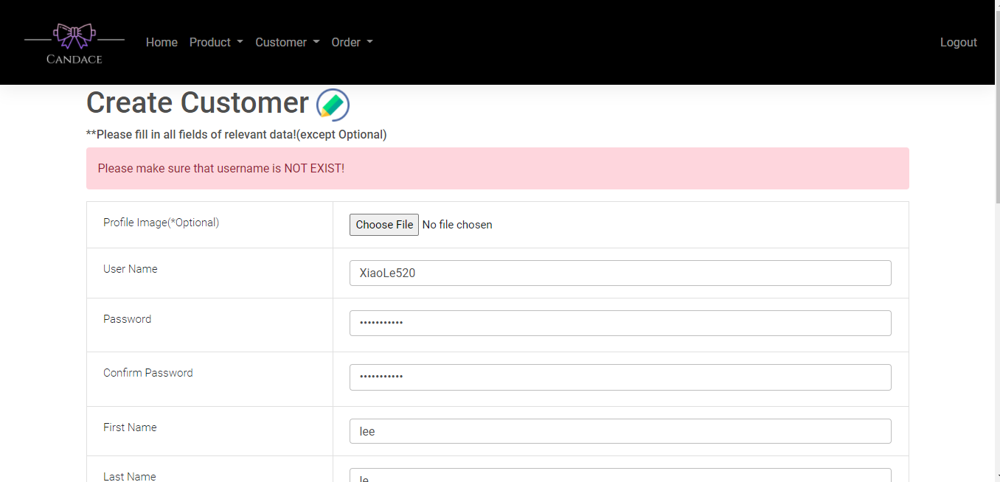 CANDACE
Home Product Customer Order Logout
Create Customer
**Please fill in all fields of relevant data!(except Optional)
Please make sure that username is NOT EXIST!
Profile Image(*Optional) Choose File No file chosen
User Name XiaoLe520
Password •••••••••••
Confirm Password •••••••••••
First Name lee
Last Name le